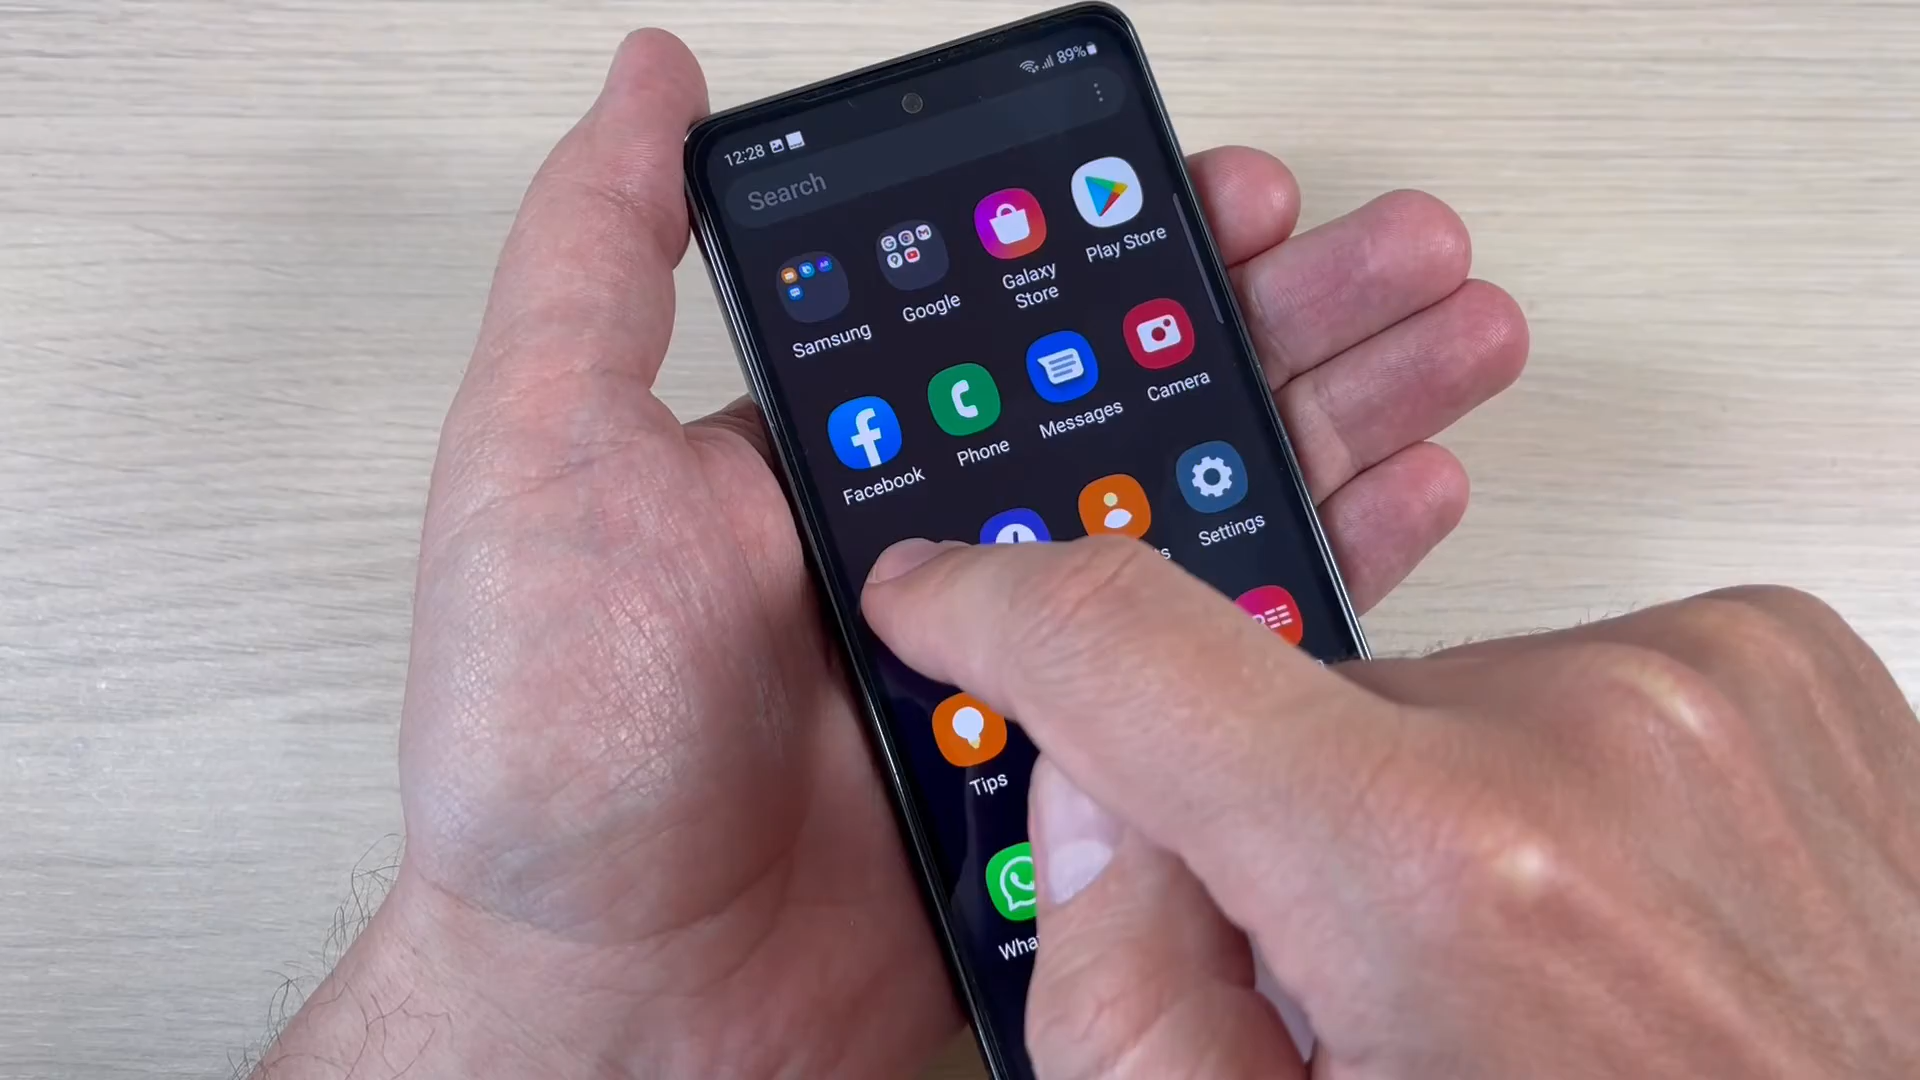 12:28
89%
Search
Samsung
Google
Galaxy
Store
Play Store
Facebook
Phone
Messages
Camera
Settings
Tips